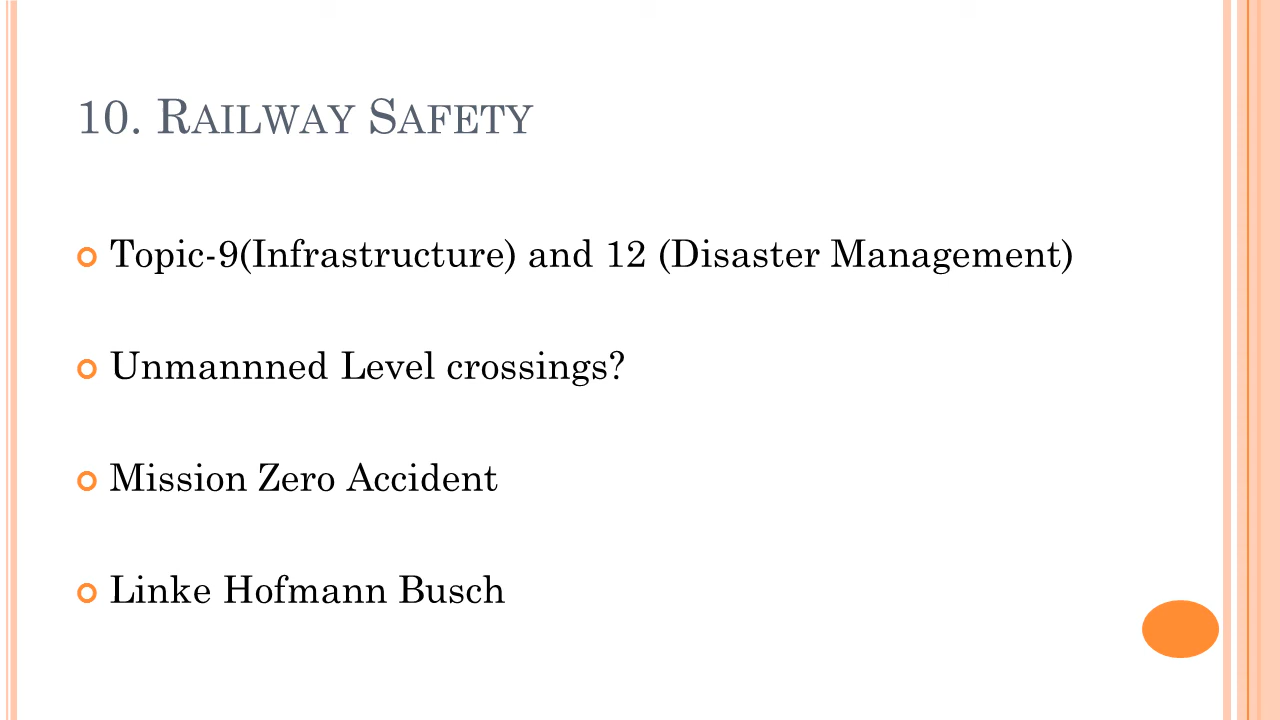 10. Railway Safety
Topic-9(Infrastructure) and 12 (Disaster Management)
Unmannned Level crossings?
Mission Zero Accident
Linke Hofmann Busch